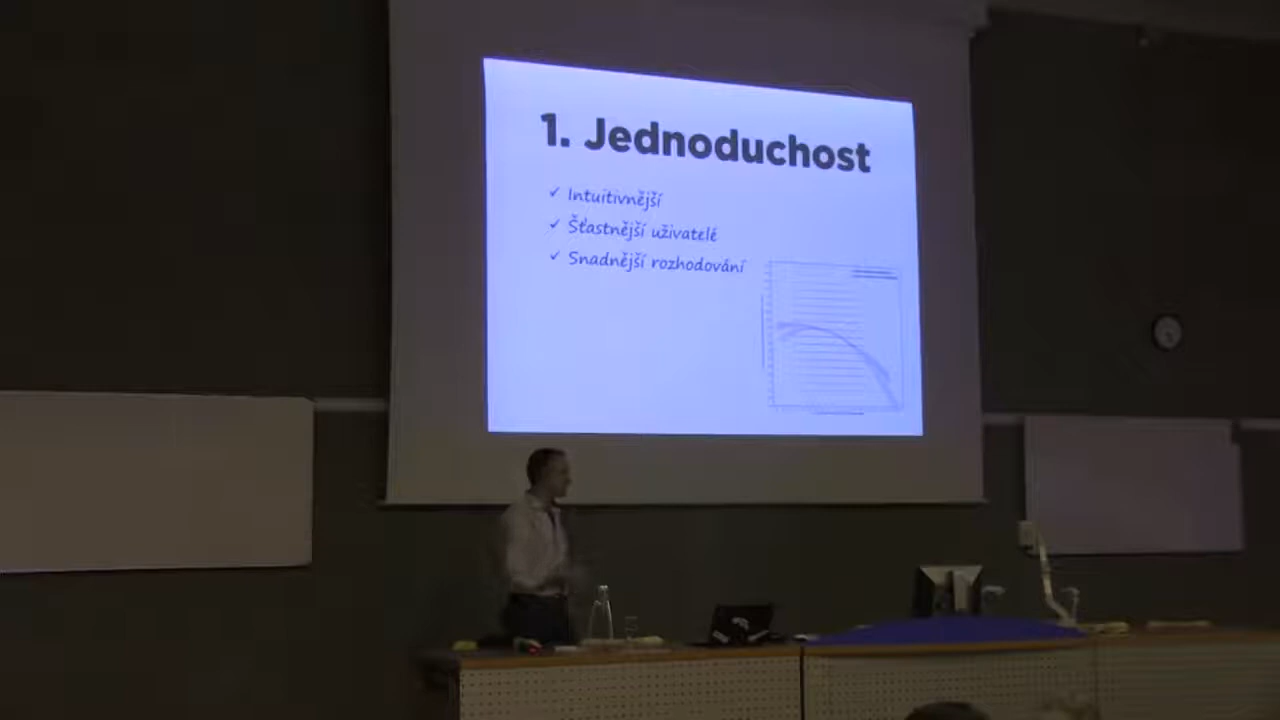 1. Jednoduchost
✓ Intuitivnější
✓ Šťastnější uživatelé
✓ Snadnější rozhodování